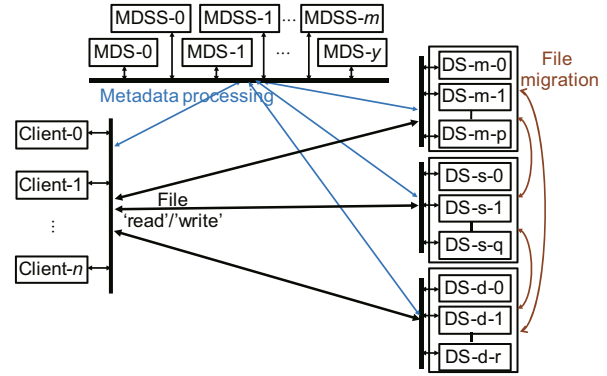 MDSS-0
MDSS-1
...
MDSS-m
MDS-0
MDS-1
...
MDS-y
Metadata processing
File
migration
DS-m-0
DS-m-1
DS-m-p
Client-0
Client-1
...
Client-n
File
‘read’/‘write’
DS-s-0
DS-s-1
DS-s-q
DS-d-0
DS-d-1
DS-d-r